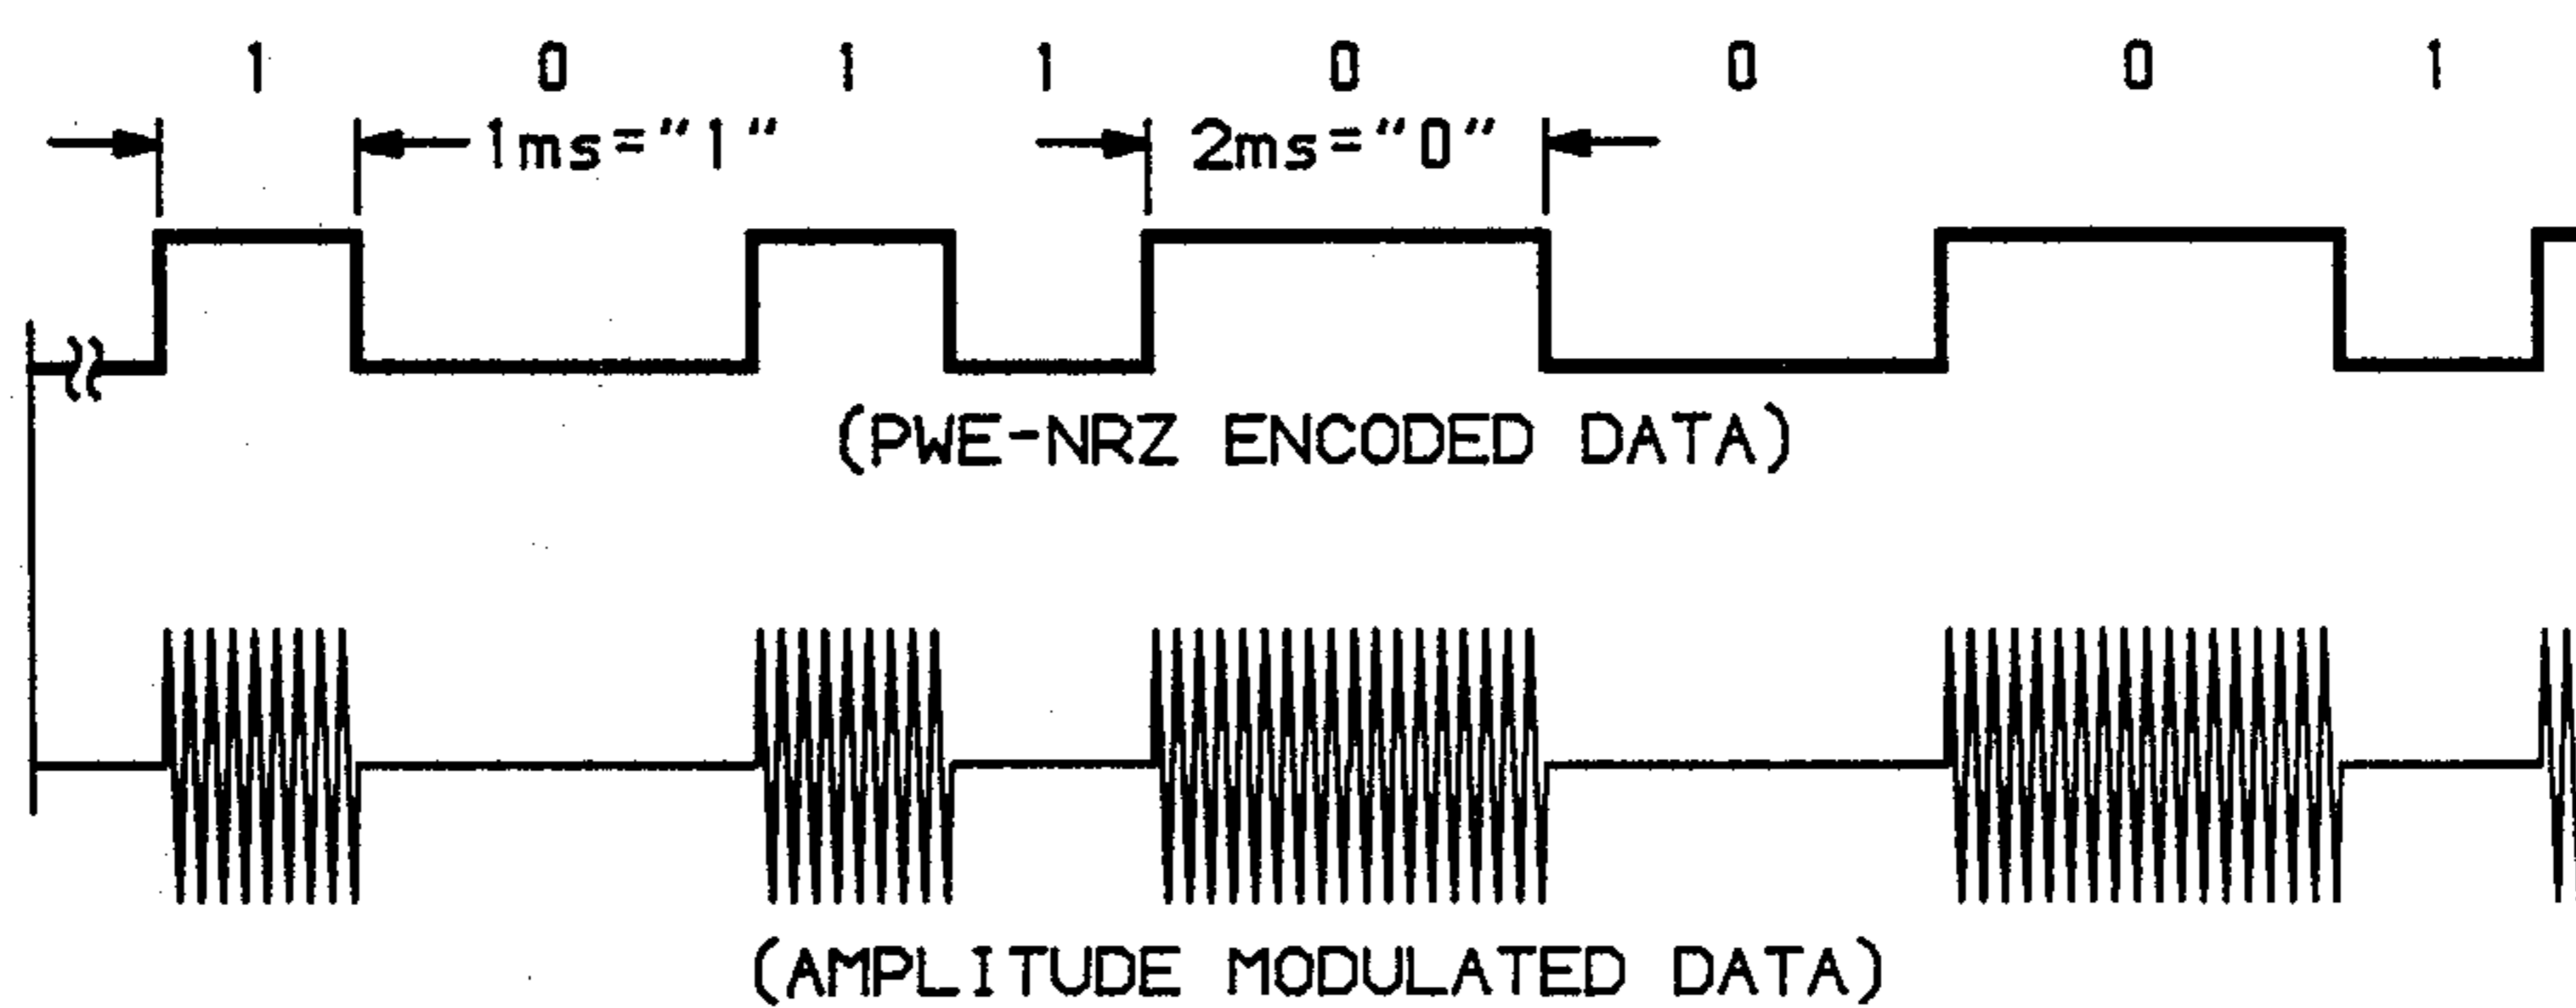 1 0 1 1 0 0 0 1
1ms="1" 2ms="0"
(PWE-NRZ ENCODED DATA)
(AMPLITUDE MODULATED DATA)